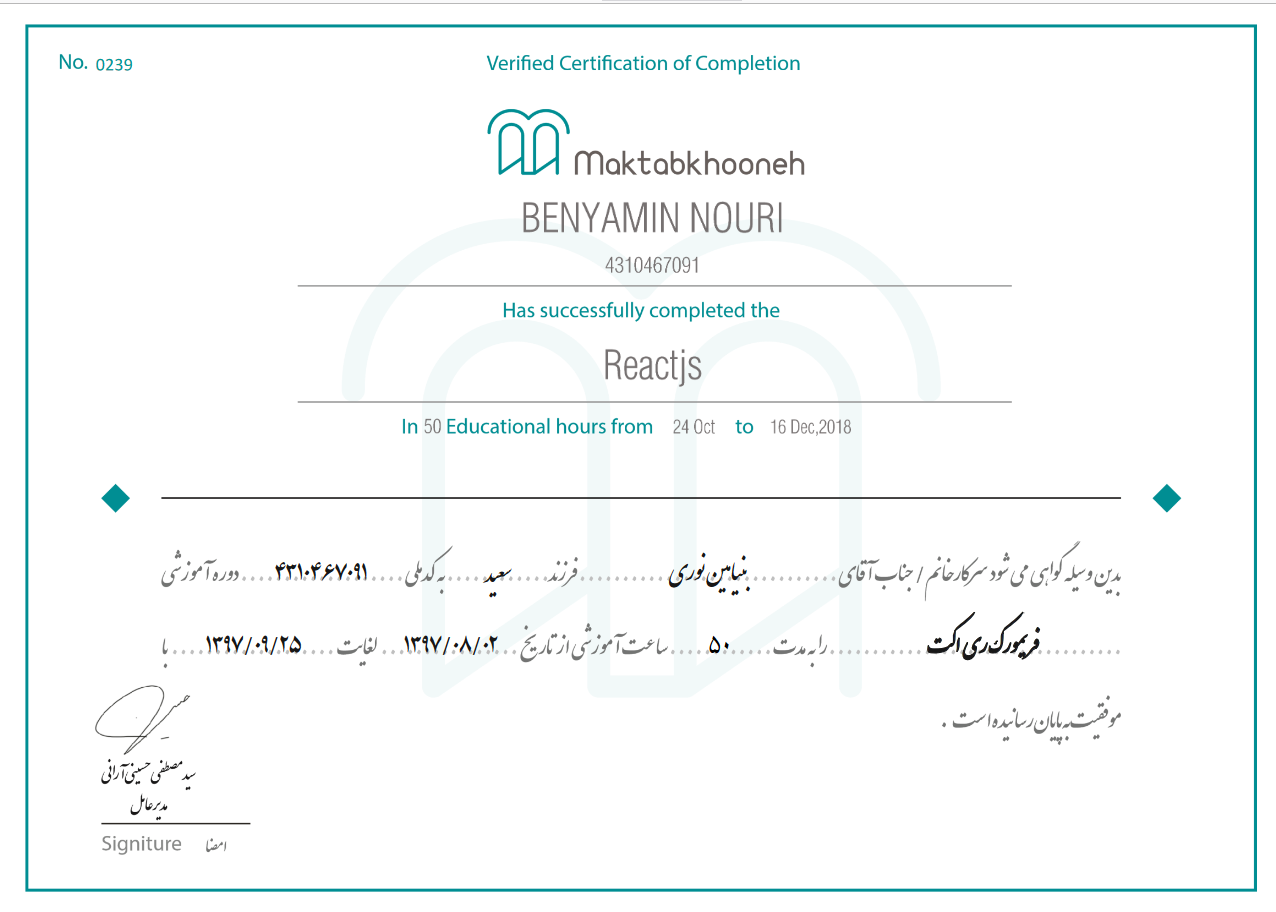 No. 0239
Verified Certification of Completion
Maktabkhooneh
BENYAMIN NOURI
4310467091
Has successfully completed the
Reactjs
In 50 Educational hours from 24 Oct to 16 Dec,2018
بدین وسیله گواهی می شود سرکار خانم / جناب آقای .......... بنیامین نوری .......... فرزند .... سعید ..... به کد ملی .... ۴۳۱۰۴۶۷۰۹۱ .... دوره آموزشی
.......... فریمورک ری اکت .......... را به مدت ...... ۵۰ ..... ساعت آموزشی از تاریخ ... ۱۳۹۷/۰۸/۰۲ ... لغایت .... ۱۳۹۷/۰۹/۲۵ .... با
موفقیت به پایان رسانیده است .
سید مصطفی حسینی آرانی
مدیر عامل
Signiture امضا